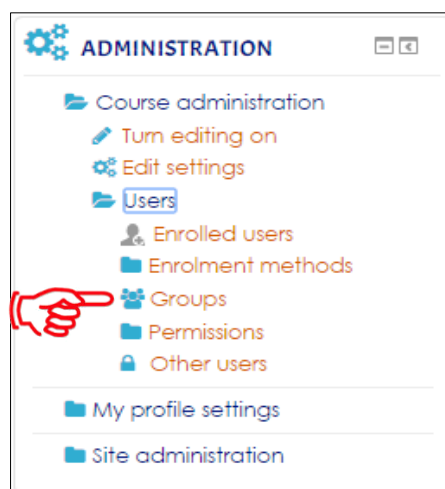 ADMINISTRATION
Course administration
Turn editing on
Edit settings
Users
Enrolled users
Enrolment methods
Groups
Permissions
Other users
My profile settings
Site administration